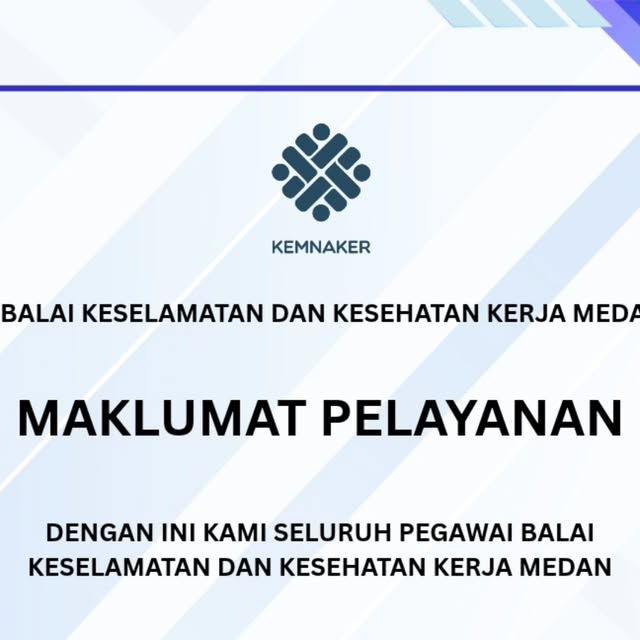 KEMNAKER
BALAI KESELAMATAN DAN KESEHATAN KERJA MEDA
MAKLUMAT PELAYANAN
DENGAN INI KAMI SELURUH PEGAWAI BALAI
KESELAMATAN DAN KESEHATAN KERJA MEDAN